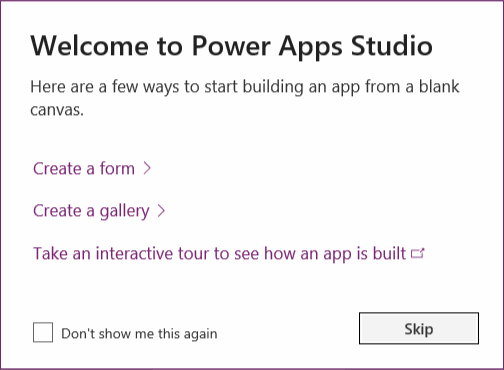 Welcome to Power Apps Studio
Here are a few ways to start building an app from a blank
canvas.
Create a form
Create a gallery
Take an interactive tour to see how an app is built
Don't show me this again
Skip